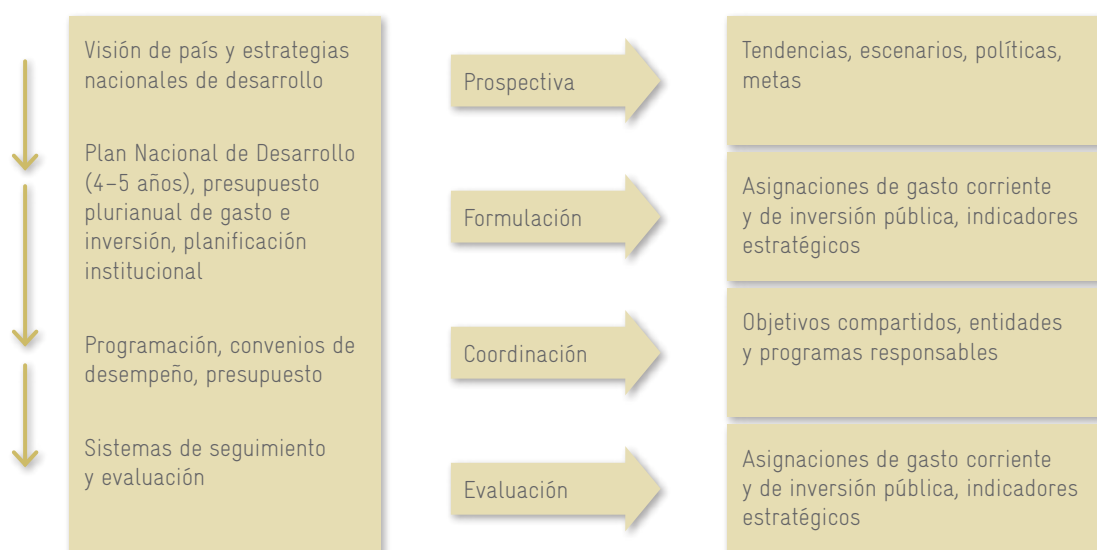 Visión de país y estrategias
nacionales de desarrollo
Plan Nacional de Desarrollo
(4–5 años), presupuesto
plurianual de gasto e
inversión, planificación
institucional
Programación, convenios de
desempeño, presupuesto
Sistemas de seguimiento
y evaluación
Prospectiva
Formulación
Coordinación
Evaluación
Tendencias, escenarios, políticas,
metas
Asignaciones de gasto corriente
y de inversión pública, indicadores
estratégicos
Objetivos compartidos, entidades
y programas responsables
Asignaciones de gasto corriente
y de inversión pública, indicadores
estratégicos